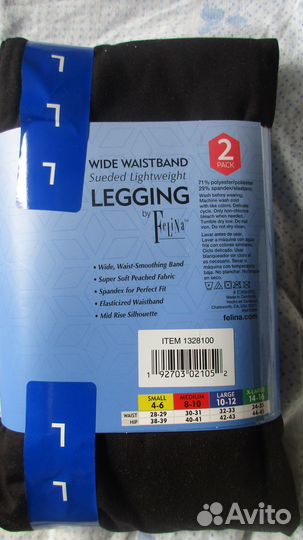 L
L
L
2
PACK
WIDE WAISTBAND
Sueded Lightweight
LEGGING
by Felina™
71% polyester/poliester
29% spandex/elastano
Wash before wearing.
Machine wash cold
with like colors. Delicate
cycle. Only non-chlorine
bleach when needed.
Tumble dry low. Do not
iron. Do not dry clean.
Lavar antes de usar.
Lavar a máquina con agua
fría con colores similares.
Ciclo delicado. Usar
blanqueador sin cloro si
es necesario. Secar en
máquina a temperatura
baja. No planchar. No
lavar en seco.
Chatsworth, CA
felina.com
• Wide, Waist-Smoothing Band
• Super Soft Peached Fabric
• Spandex for Perfect Fit
• Elasticized Waistband
• Mid Rise Silhouette
ITEM 1328100
1 92703 02105 2
SMALL MEDIUM LARGE X-LARGE
4-6 8-10 10-12 14-16
WAIST 28-29 30-31 32-33
HIP 38-39 40-41 42-43
L
L
L
Avito